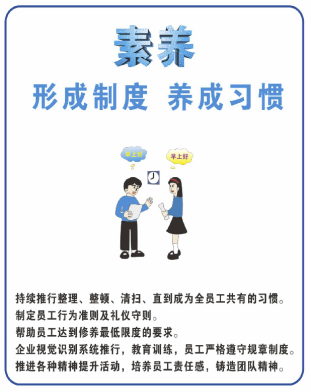 素养
形成制度 养成习惯
早上好
早上好
持续推行整理、整顿、清扫、直到成为全员工共有的习惯。
制定员工行为准则及礼仪守则。
帮助员工达到修养最低限度的要求。
企业视觉识别系统推行，教育训练，员工严格遵守规章制度。
推进各种精神提升活动，培养员工责任感，铸造团队精神。